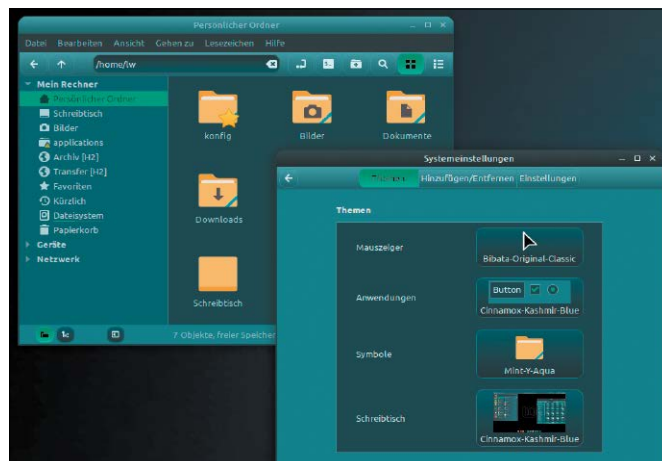 Persönlicher Ordner
Datei Bearbeiten Ansicht Gehen zu Lesezeichen Hilfe
/home/lw
Mein Rechner
Persönlicher Ordner
Schreibtisch
Bilder
applications
Archiv [H2]
Transfer [H2]
Favoriten
Kürzlich
Dateisystem
Papierkorb
Geräte
Netzwerk
konfig
Bilder
Dokumente
Downloads
Schreibtisch
7 Objekte, freier Speicher
Systemeinstellungen
Themen Hinzufügen/Entfernen Einstellungen
Themen
Mauszeiger
Bibata-Original-Classic
Anwendungen
Button
Cinnamox-Kashmir-Blue
Symbole
Mint-Y-Aqua
Schreibtisch
Cinnamox-Kashmir-Blue